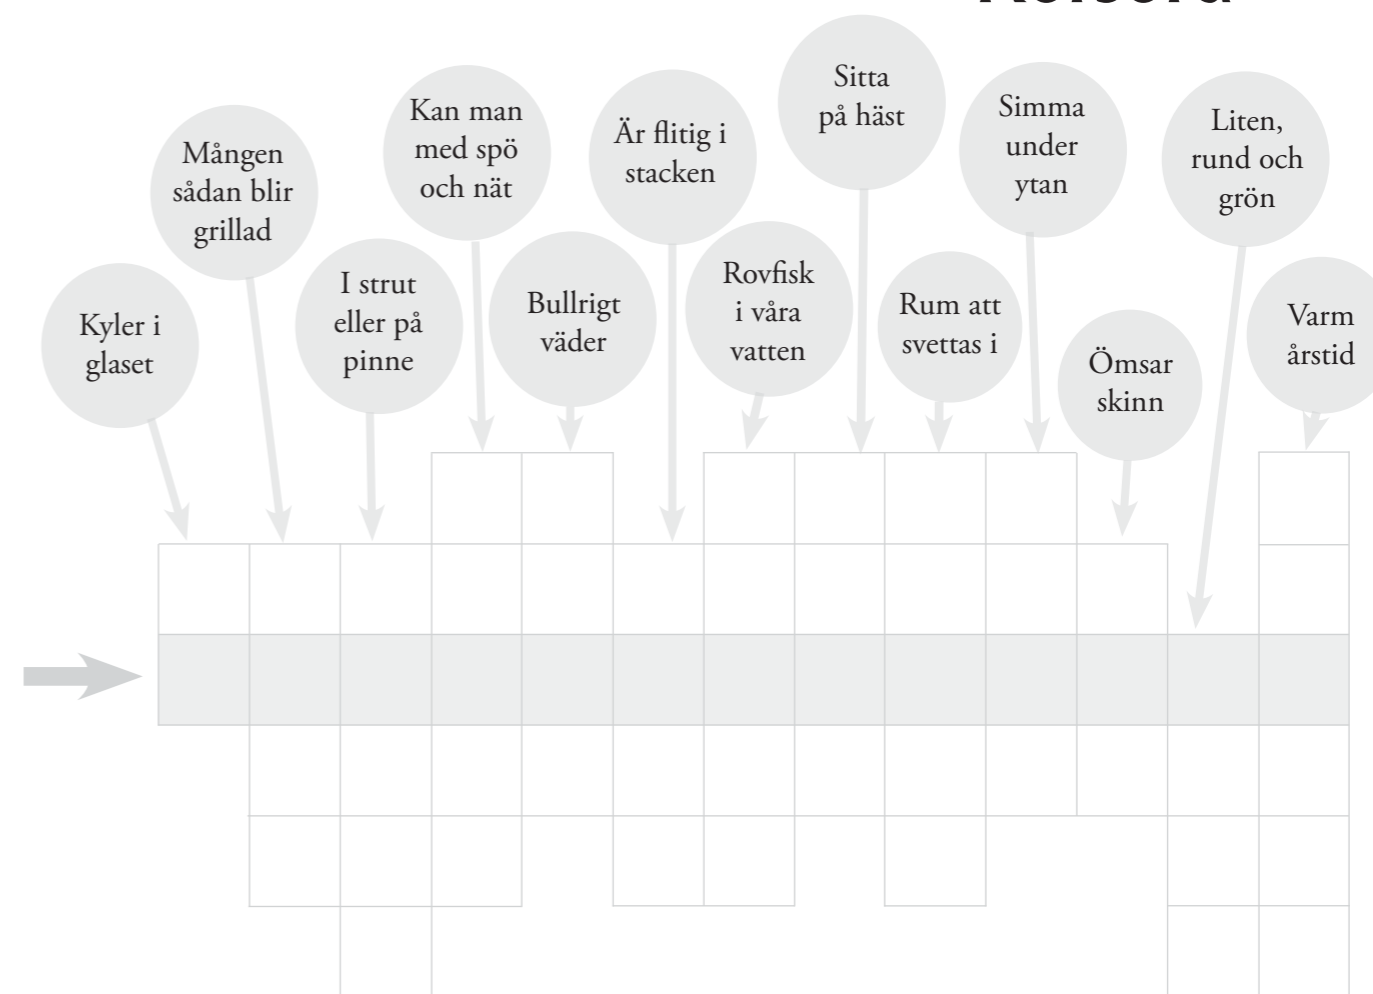 Kyler i
glaset
Mången
sådan blir
grillad
I strut
eller på
pinne
Kan man
med spö
och nät
Bullrigt
väder
Är flitig i
stacken
Rovfisk
i våra
vatten
Sitta
på häst
Rum att
svettas i
Simma
under
ytan
Ömsar
skinn
Liten,
rund och
grön
Varm
årstid